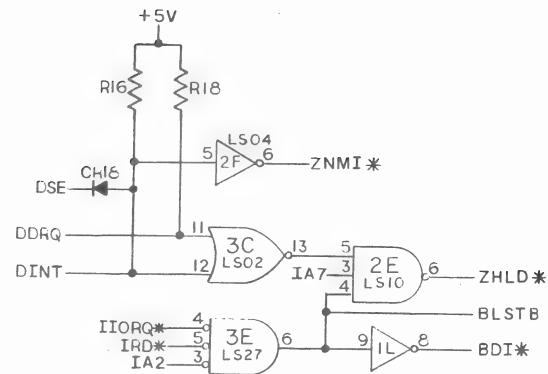 +5V
R16
R18
LS04
5
2F
6
ZNMI*
CR18
DSE
DDRQ
11
3C
LS02
13
DINT
12
5
IA7
3
4
2E
LS10
6
ZHLD*
BLSTB
IIORQ*
4
IRD*
5
IA2
3
3E
LS27
6
9
1L
8
BDI*